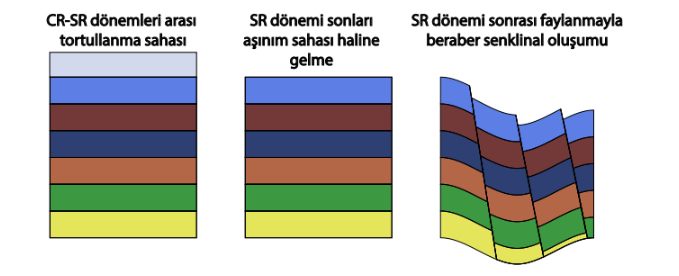 CR-SR dönemleri arası
tortullanma sahası
SR dönemi sonları
aşınım sahası haline
gelme
SR dönemi sonrası faylanmayla
beraber senklinal oluşumu